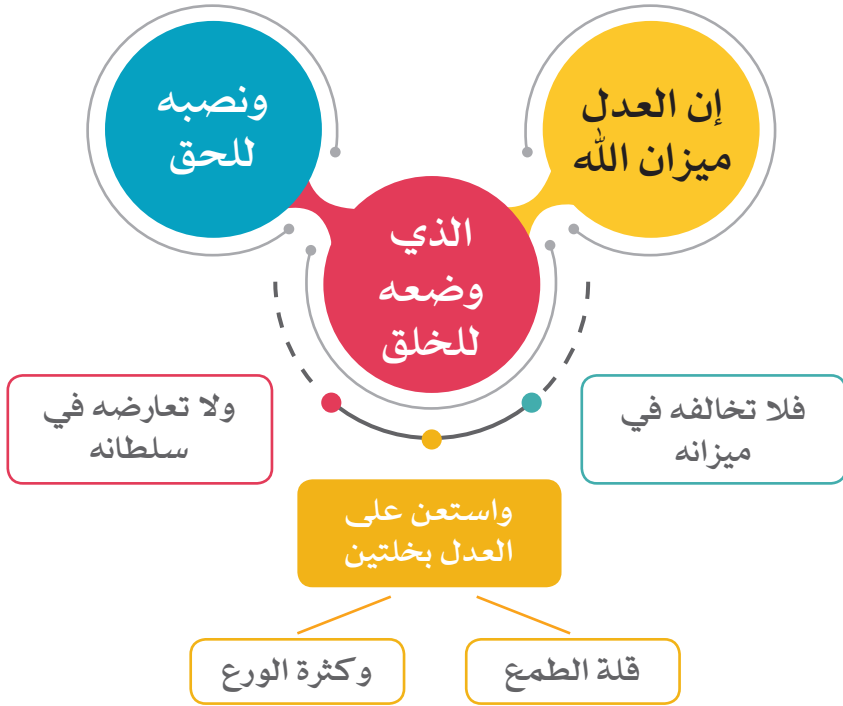 إن العدل
ميزان الله
الذي
وضعه
للخلق
ونصبه
للحق
فلا تخالفه في
ميزانه
ولا تعارضه في
سلطانه
واستعن على
العدل بخلتين
قلة الطمع
وكثرة الورع